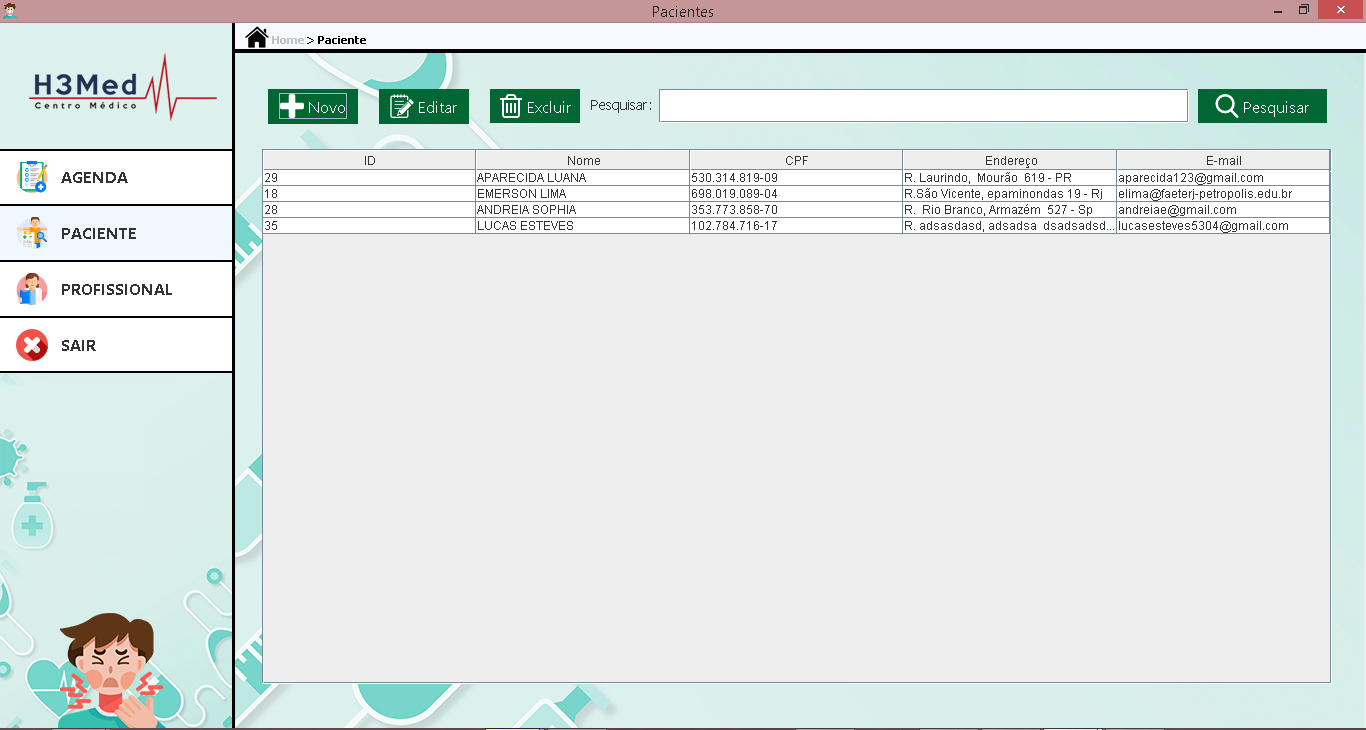 Pacientes
Home > Paciente
H3Med
Centro Médico
AGENDA
PACIENTE
PROFISSIONAL
SAIR
Novo Editar Excluir Pesquisar: Pesquisar
ID Nome CPF Endereço E-mail
29 APARECIDA LUANA 530.314.819-09 R. Laurindo, Mourão 619 - PR aparecida123@gmail.com
18 EMERSON LIMA 698.019.089-04 R.São Vicente, epaminondas 19 - Rj elima@faeterj-petropolis.edu.br
28 ANDREIA SOPHIA 353.773.858-70 R. Rio Branco, Armazém 527 - Sp andreiae@gmail.com
35 LUCAS ESTEVES 102.784.716-17 R. adsasdasd, adsadsa dsadsadsd... lucasesteves5304@gmail.com